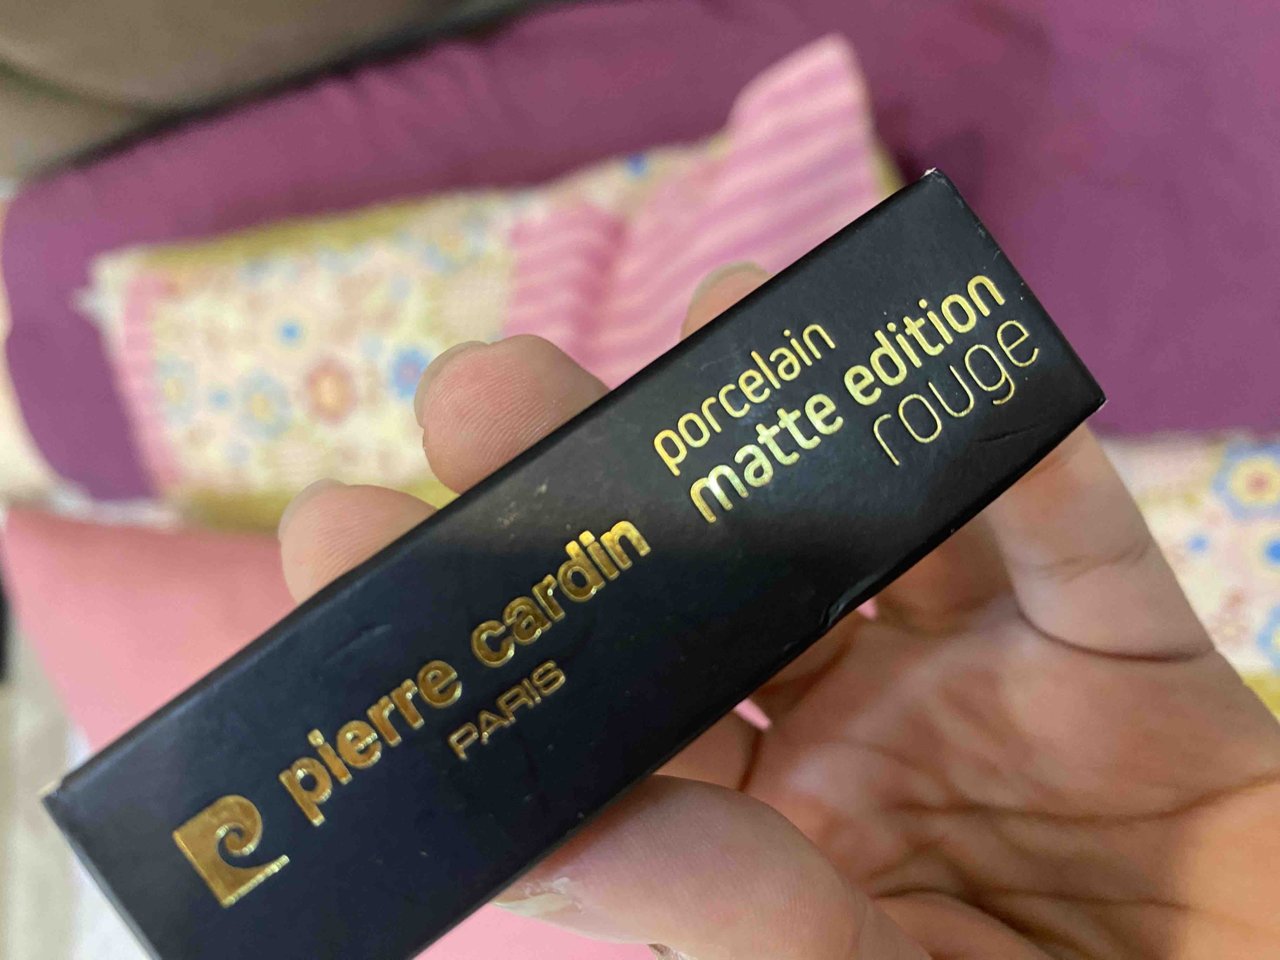 pierre cardin
PARIS
porcelain
matte edition
rouge